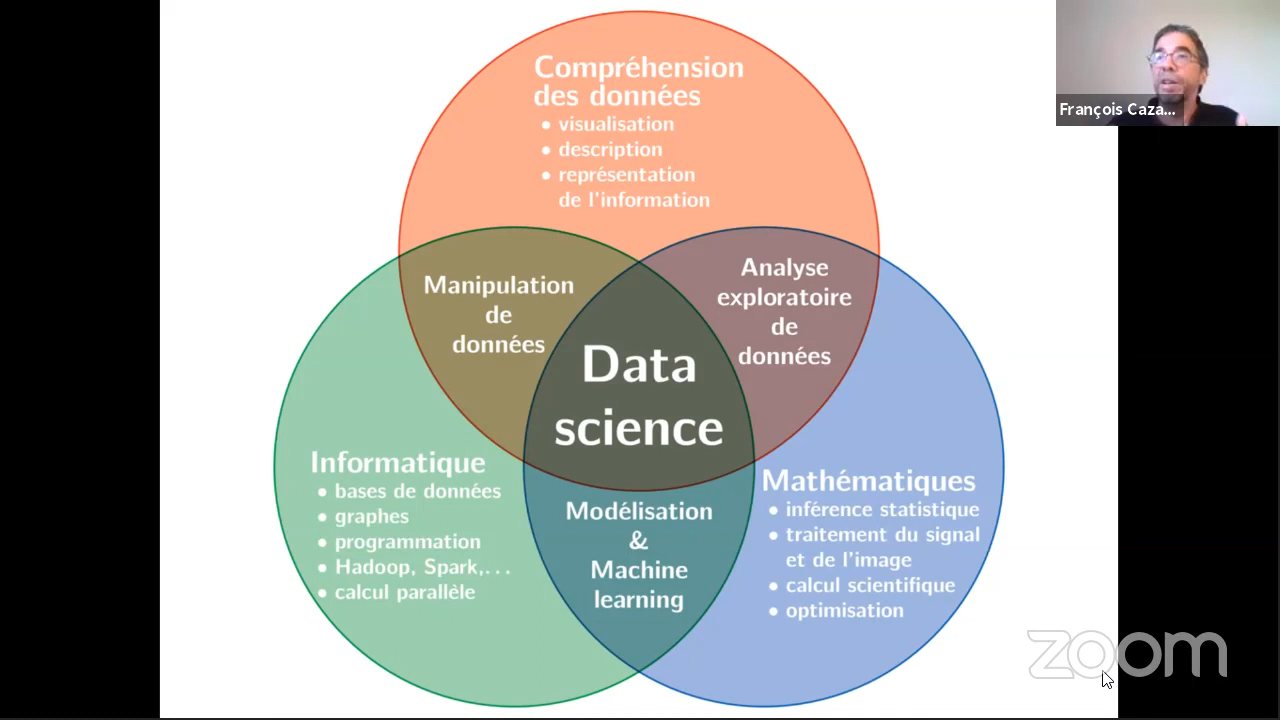 Compréhension
des données
• visualisation
• description
• représentation
de l'information
François Caza...
Manipulation
de
données
Analyse
exploratoire
de
données
Data
science
Informatique
• bases de données
• graphes
• programmation
• Hadoop, Spark,...
• calcul parallèle
Modélisation
&
Machine
learning
Mathématiques
• inférence statistique
• traitement du signal
et de l'image
• calcul scientifique
• optimisation
zoom